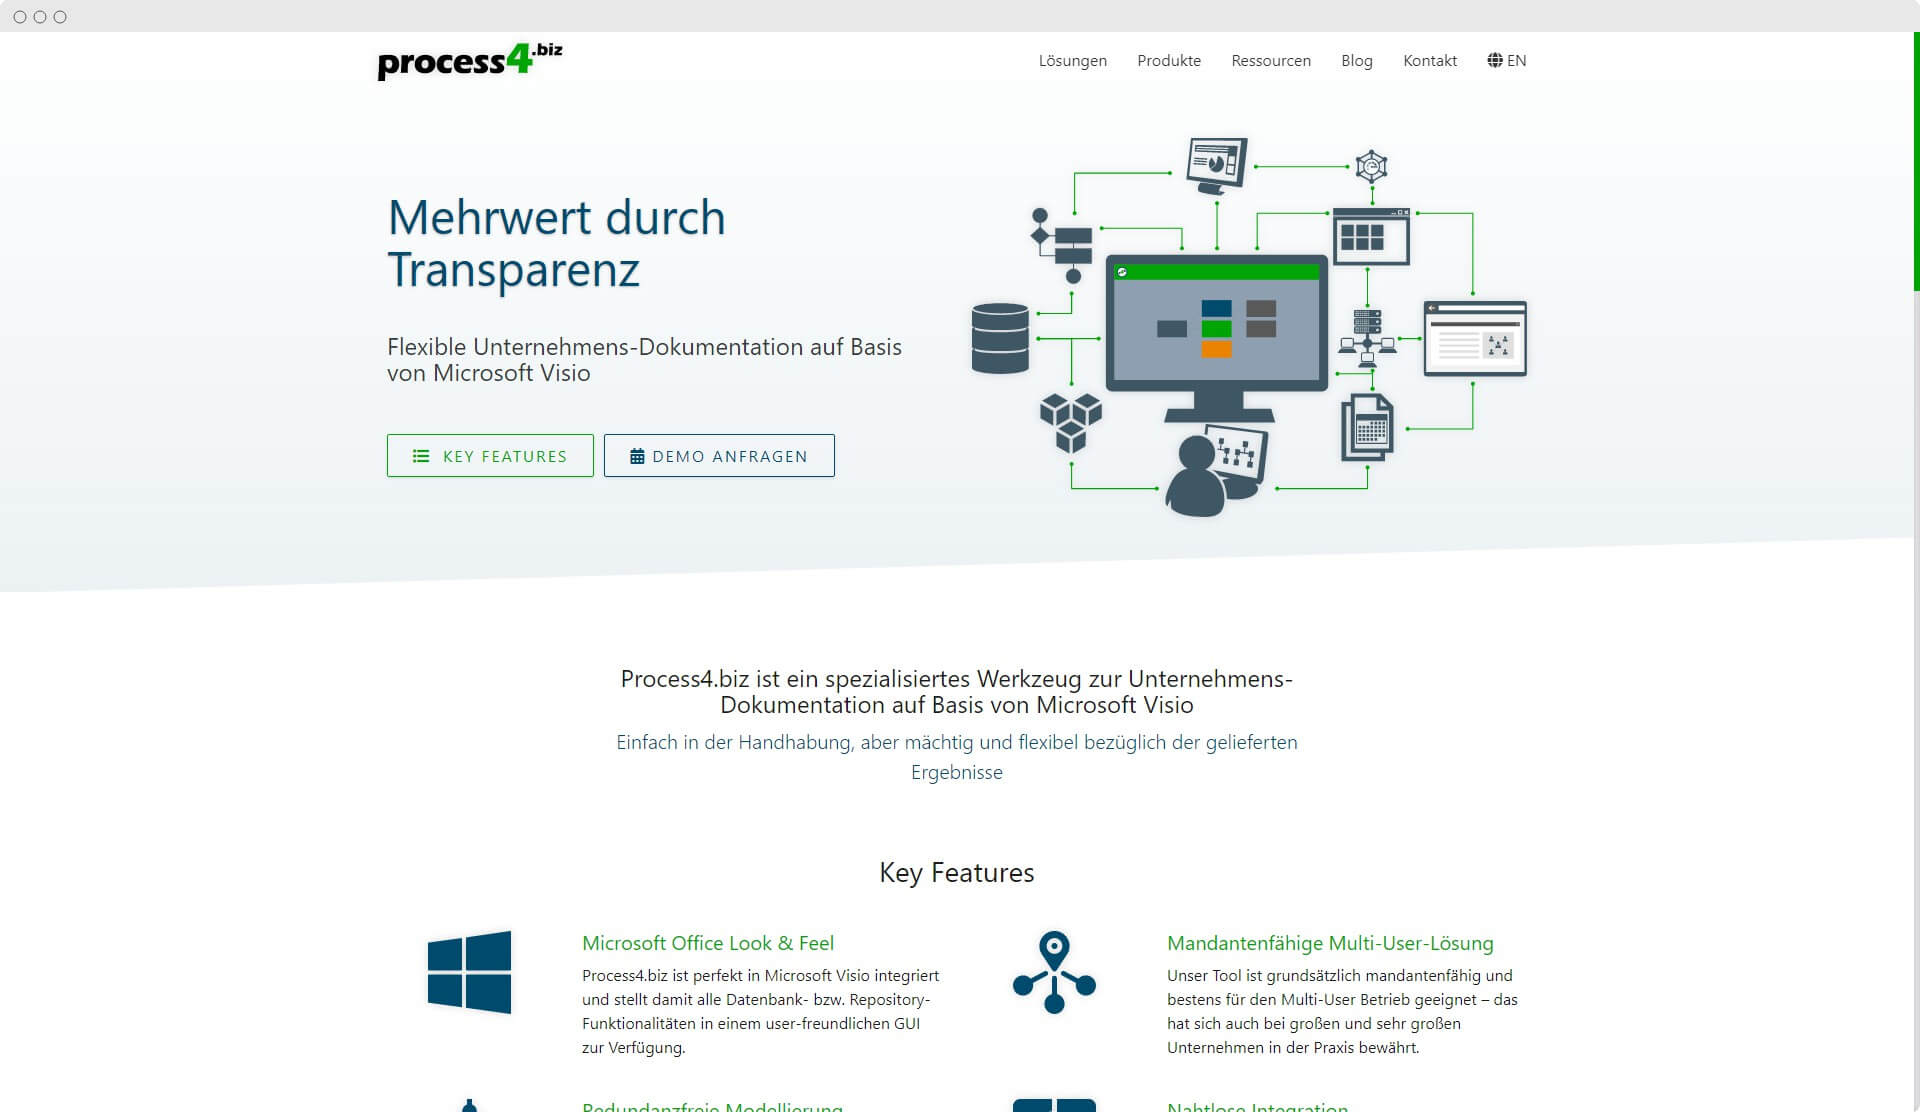 process4.biz
Lösungen Produkte Ressourcen Blog Kontakt EN
Mehrwert durch
Transparenz
Flexible Unternehmens-Dokumentation auf Basis
von Microsoft Visio
KEY FEATURES DEMO ANFRAGEN
Process4.biz ist ein spezialisiertes Werkzeug zur Unternehmens-
Dokumentation auf Basis von Microsoft Visio
Einfach in der Handhabung, aber mächtig und flexibel bezüglich der gelieferten
Ergebnisse
Key Features
Microsoft Office Look & Feel
Process4.biz ist perfekt in Microsoft Visio integriert
und stellt damit alle Datenbank- bzw. Repository-
Funktionalitäten in einem user-freundlichen GUI
zur Verfügung.
Mandantenfähige Multi-User-Lösung
Unser Tool ist grundsätzlich mandantenfähig und
bestens für den Multi-User Betrieb geeignet – das
hat sich auch bei großen und sehr großen
Unternehmen in der Praxis bewährt.
Redundanzfreie Modellierung
Nahtlose Integration